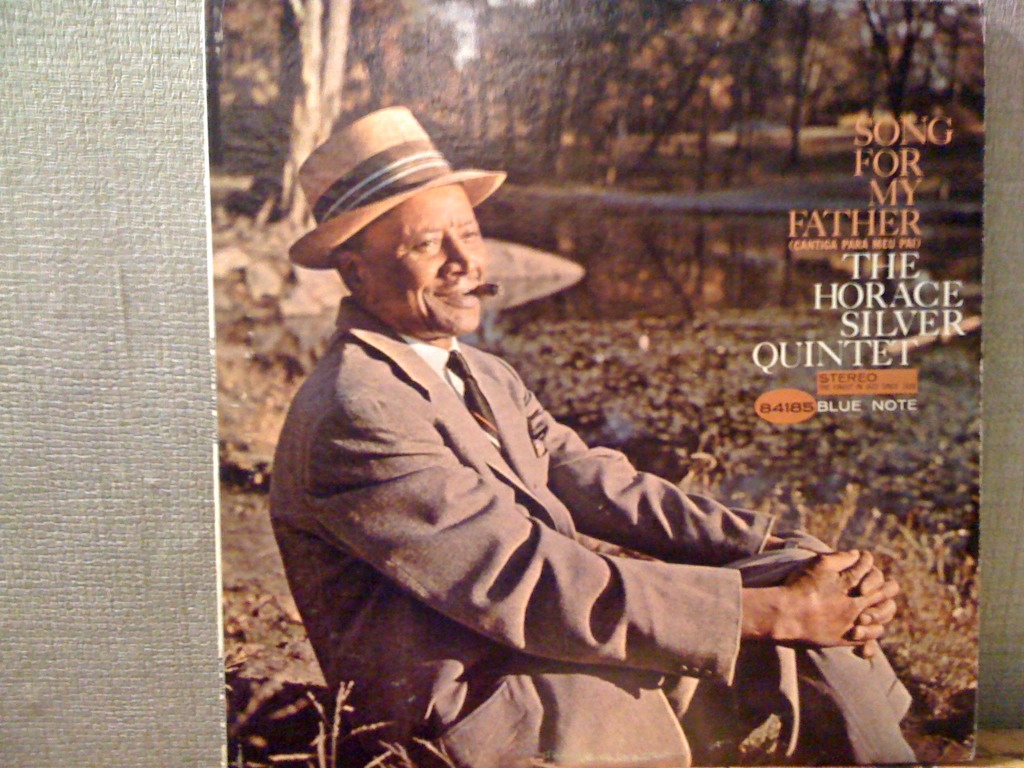 SONG
FOR
MY
FATHER
(CANTIGA PARA MEU PAI)
THE
HORACE
SILVER
QUINTET
STEREO
84185 BLUE NOTE